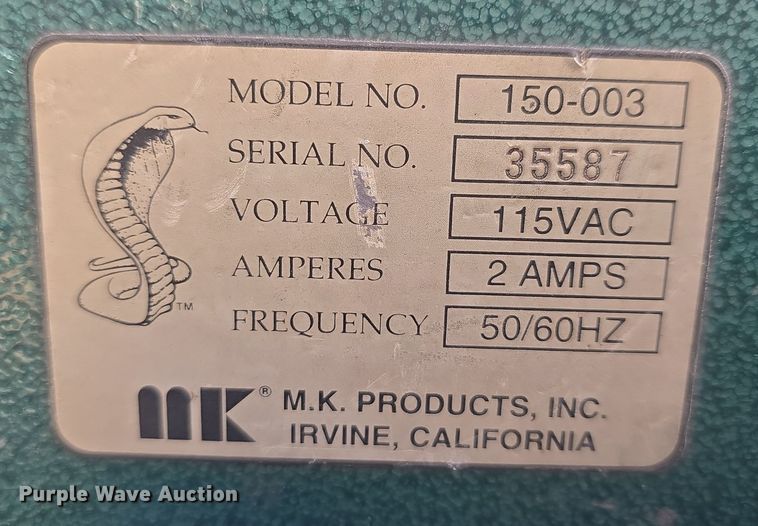 MODEL NO. 150-003
SERIAL NO. 35587
VOLTAGE 115VAC
AMPERES 2 AMPS
FREQUENCY 50/60HZ
TM
MK® M.K. PRODUCTS, INC.
IRVINE, CALIFORNIA
Purple Wave Auction